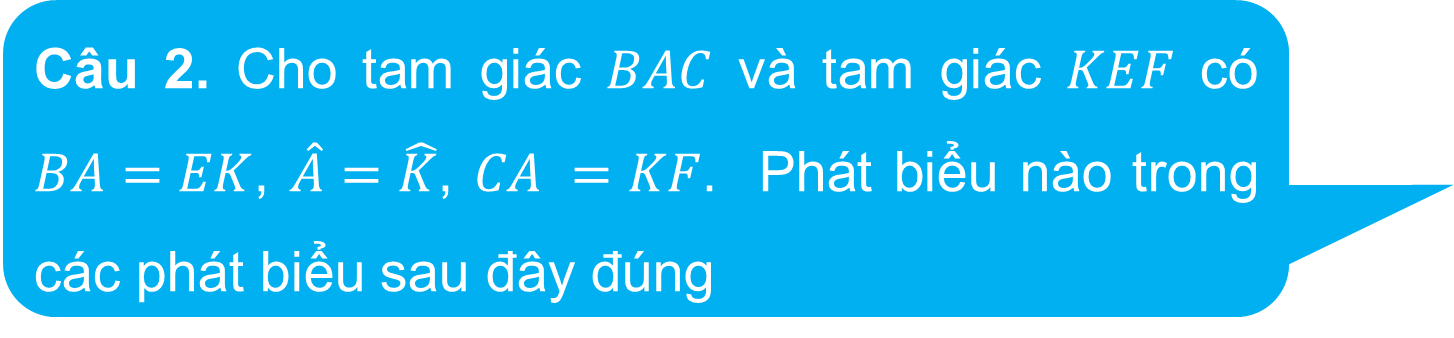 Câu 2. Cho tam giác BAC và tam giác KEF có
BA = EK, Â = K̂, CA = KF. Phát biểu nào trong
các phát biểu sau đây đúng